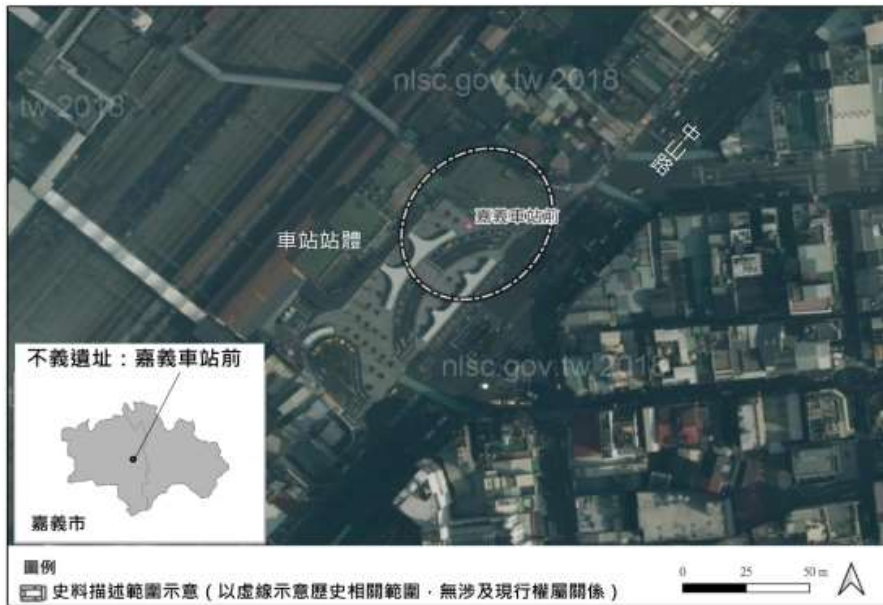 tw 2018
nlsc.gov.tw 2018
中山路
嘉義車站前
車站站體
nlsc.gov.tw 2018
不義遺址：嘉義車站前
嘉義市
圖例
史料描述範圍示意（以虛線示意歷史相關範圍，無涉及現行權屬關係）
0 25 50 m